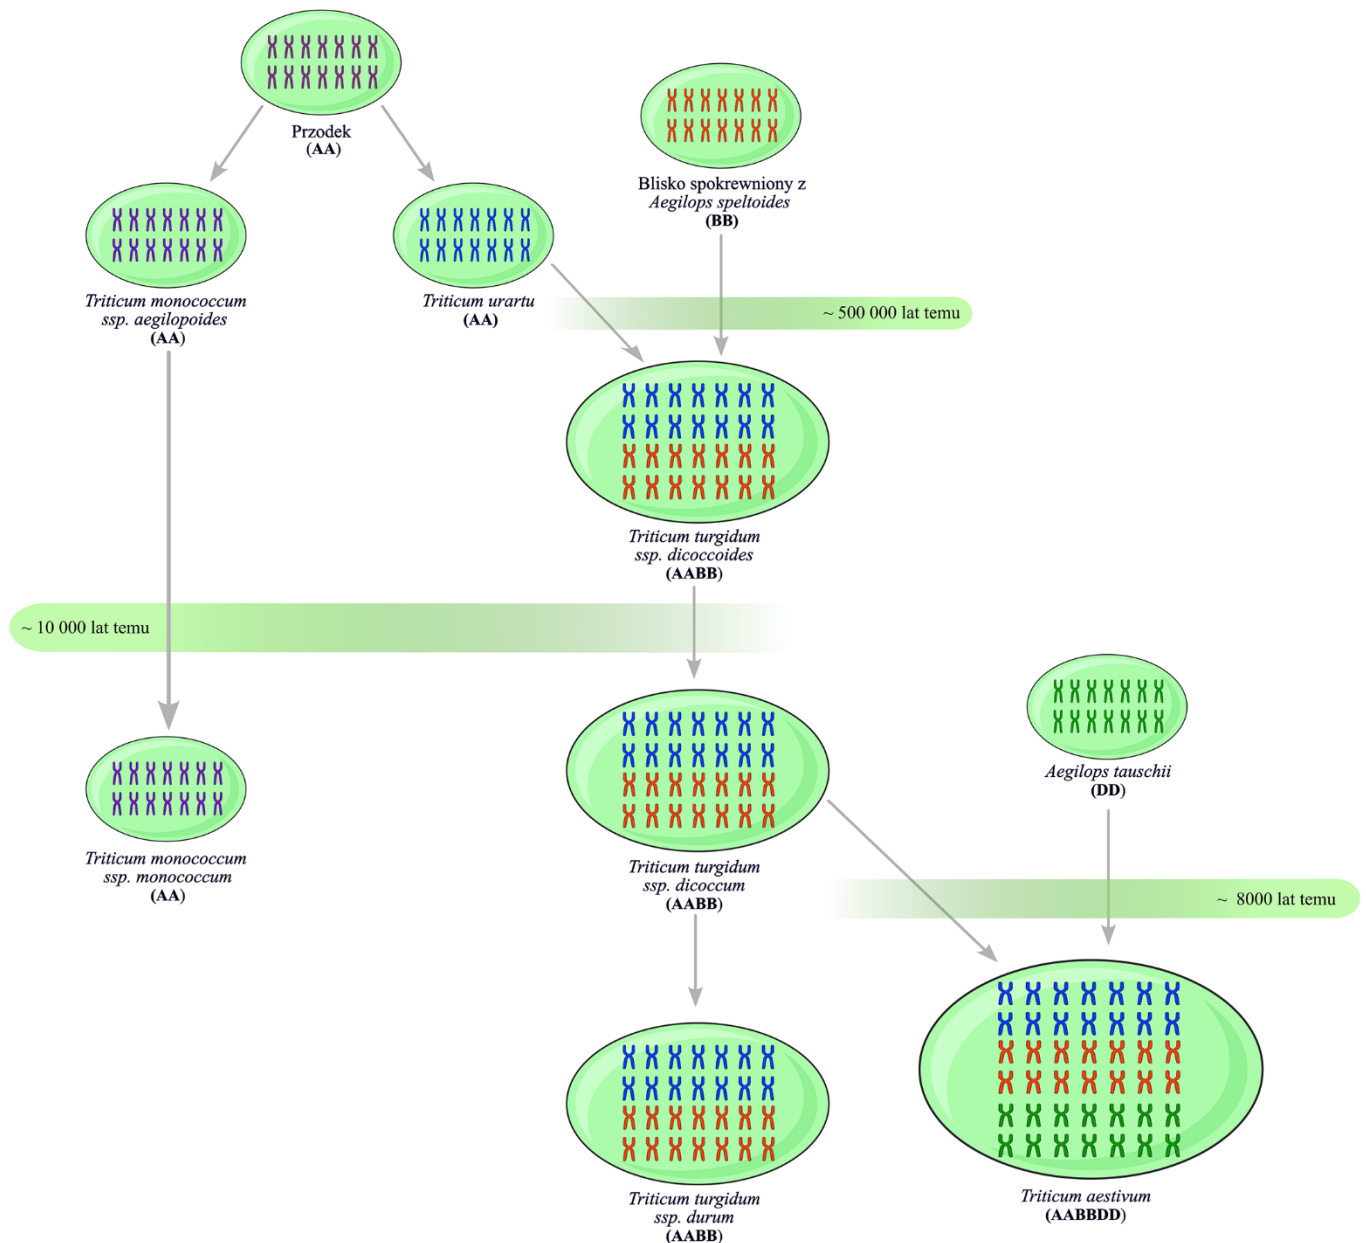 Przodek
(AA)
Blisko spokrewniony z
Aegilops speltoides
(BB)
Triticum monococcum
ssp. aegilopoides
(AA)
Triticum urartu
(AA)
~ 500 000 lat temu
Triticum turgidum
ssp. dicoccoides
(AABB)
~ 10 000 lat temu
Aegilops tauschii
(DD)
Triticum monococcum
ssp. monococcum
(AA)
Triticum turgidum
ssp. dicoccum
(AABB)
~ 8000 lat temu
Triticum turgidum
ssp. durum
(AABB)
Triticum aestivum
(AABBDD)